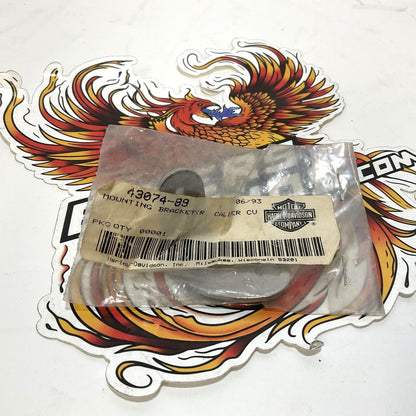 43074-89
06/93
MOUNTING BRACKET R. CALIPER CV
PKG QTY 00001
MOTOR
HARLEY-DAVIDSON
COMPANY ®
Harley-Davidson, Inc. Milwaukee, Wisconsin 53201
CON